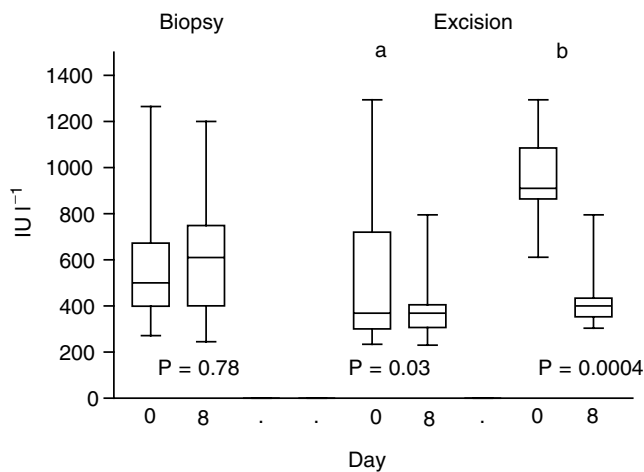 Biopsy Excision
a b
1400
1200
1000
800
600
400
200
0
IU l⁻¹
P = 0.78 P = 0.03 P = 0.0004
0 8 . . 0 8 . 0 8
Day